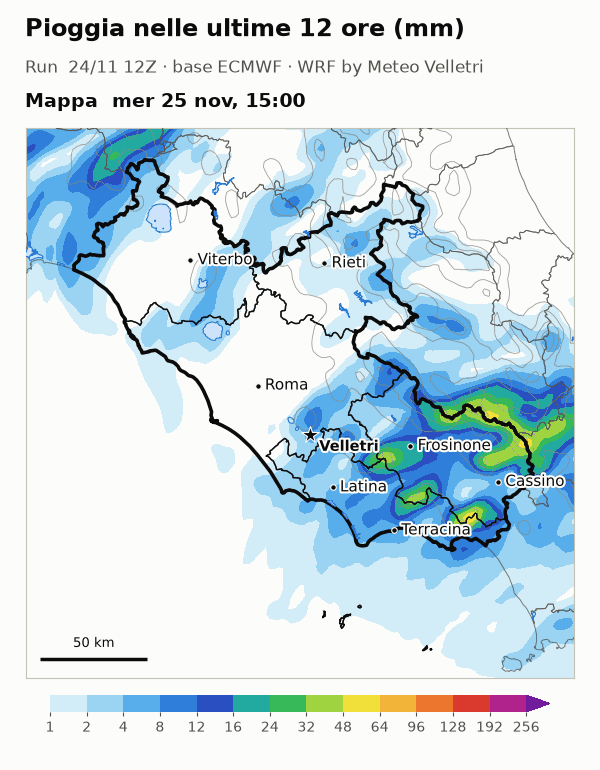 Pioggia nelle ultime 12 ore (mm)
Run  24/11 12Z · base ECMWF · WRF by Meteo Velletri
Mappa  mer 25 nov, 15:00
Viterbo
Rieti
Roma
Velletri
Frosinone
Latina
Cassino
Terracina
50 km
1 2 4 8 12 16 24 32 48 64 96 128 192 256